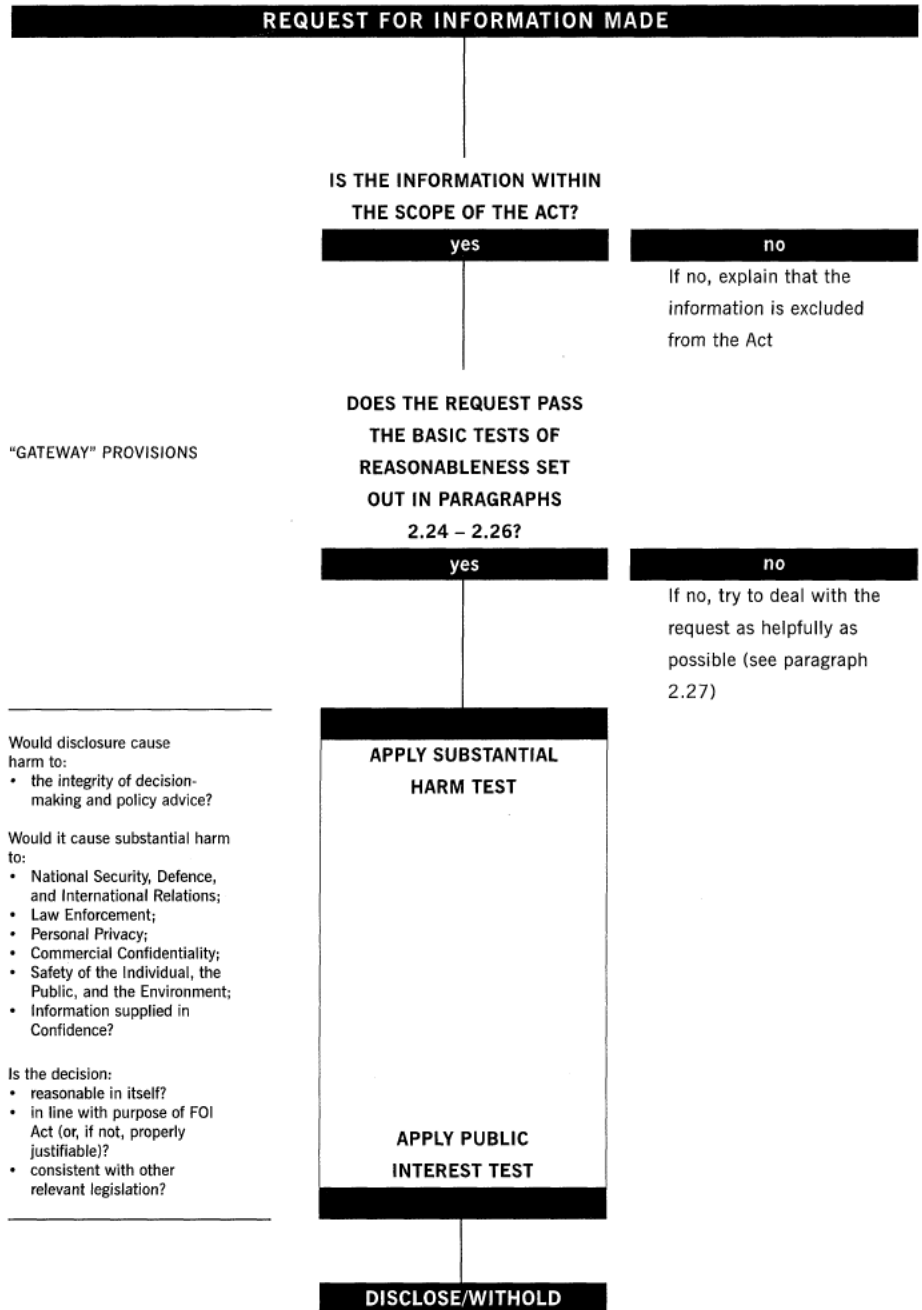 REQUEST FOR INFORMATION MADE
IS THE INFORMATION WITHIN
THE SCOPE OF THE ACT?
yes
no
If no, explain that the
information is excluded
from the Act
"GATEWAY" PROVISIONS
DOES THE REQUEST PASS
THE BASIC TESTS OF
REASONABLENESS SET
OUT IN PARAGRAPHS
2.24 – 2.26?
yes
no
If no, try to deal with the
request as helpfully as
possible (see paragraph
2.27)
Would disclosure cause
harm to:
• the integrity of decision-
making and policy advice?
Would it cause substantial harm
to:
• National Security, Defence,
and International Relations;
• Law Enforcement;
• Personal Privacy;
• Commercial Confidentiality;
• Safety of the Individual, the
Public, and the Environment;
• Information supplied in
Confidence?
Is the decision:
• reasonable in itself?
• in line with purpose of FOI
Act (or, if not, properly
justifiable)?
• consistent with other
relevant legislation?
APPLY SUBSTANTIAL
HARM TEST
APPLY PUBLIC
INTEREST TEST
DISCLOSE/WITHOLD